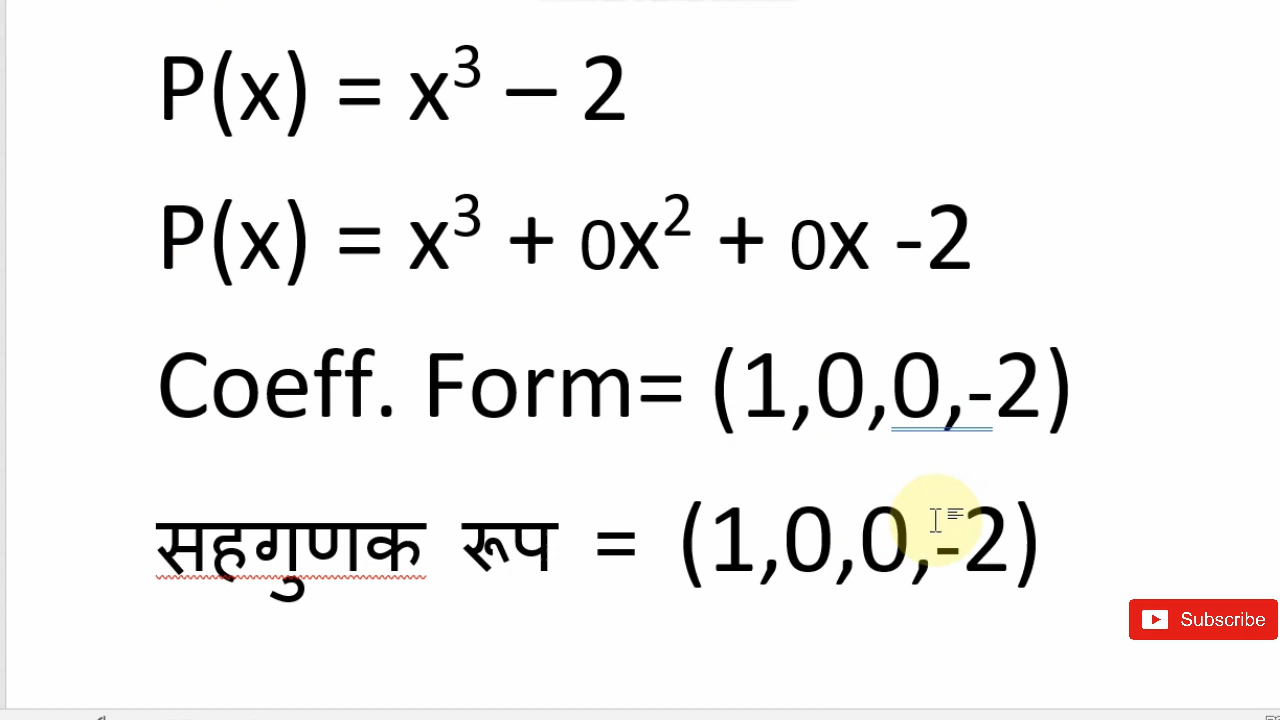 P(x) = x³ – 2
P(x) = x³ + 0x² + 0x -2
Coeff. Form= (1,0,0,-2)
सहगुणक रूप = (1,0,0,-2)
Subscribe